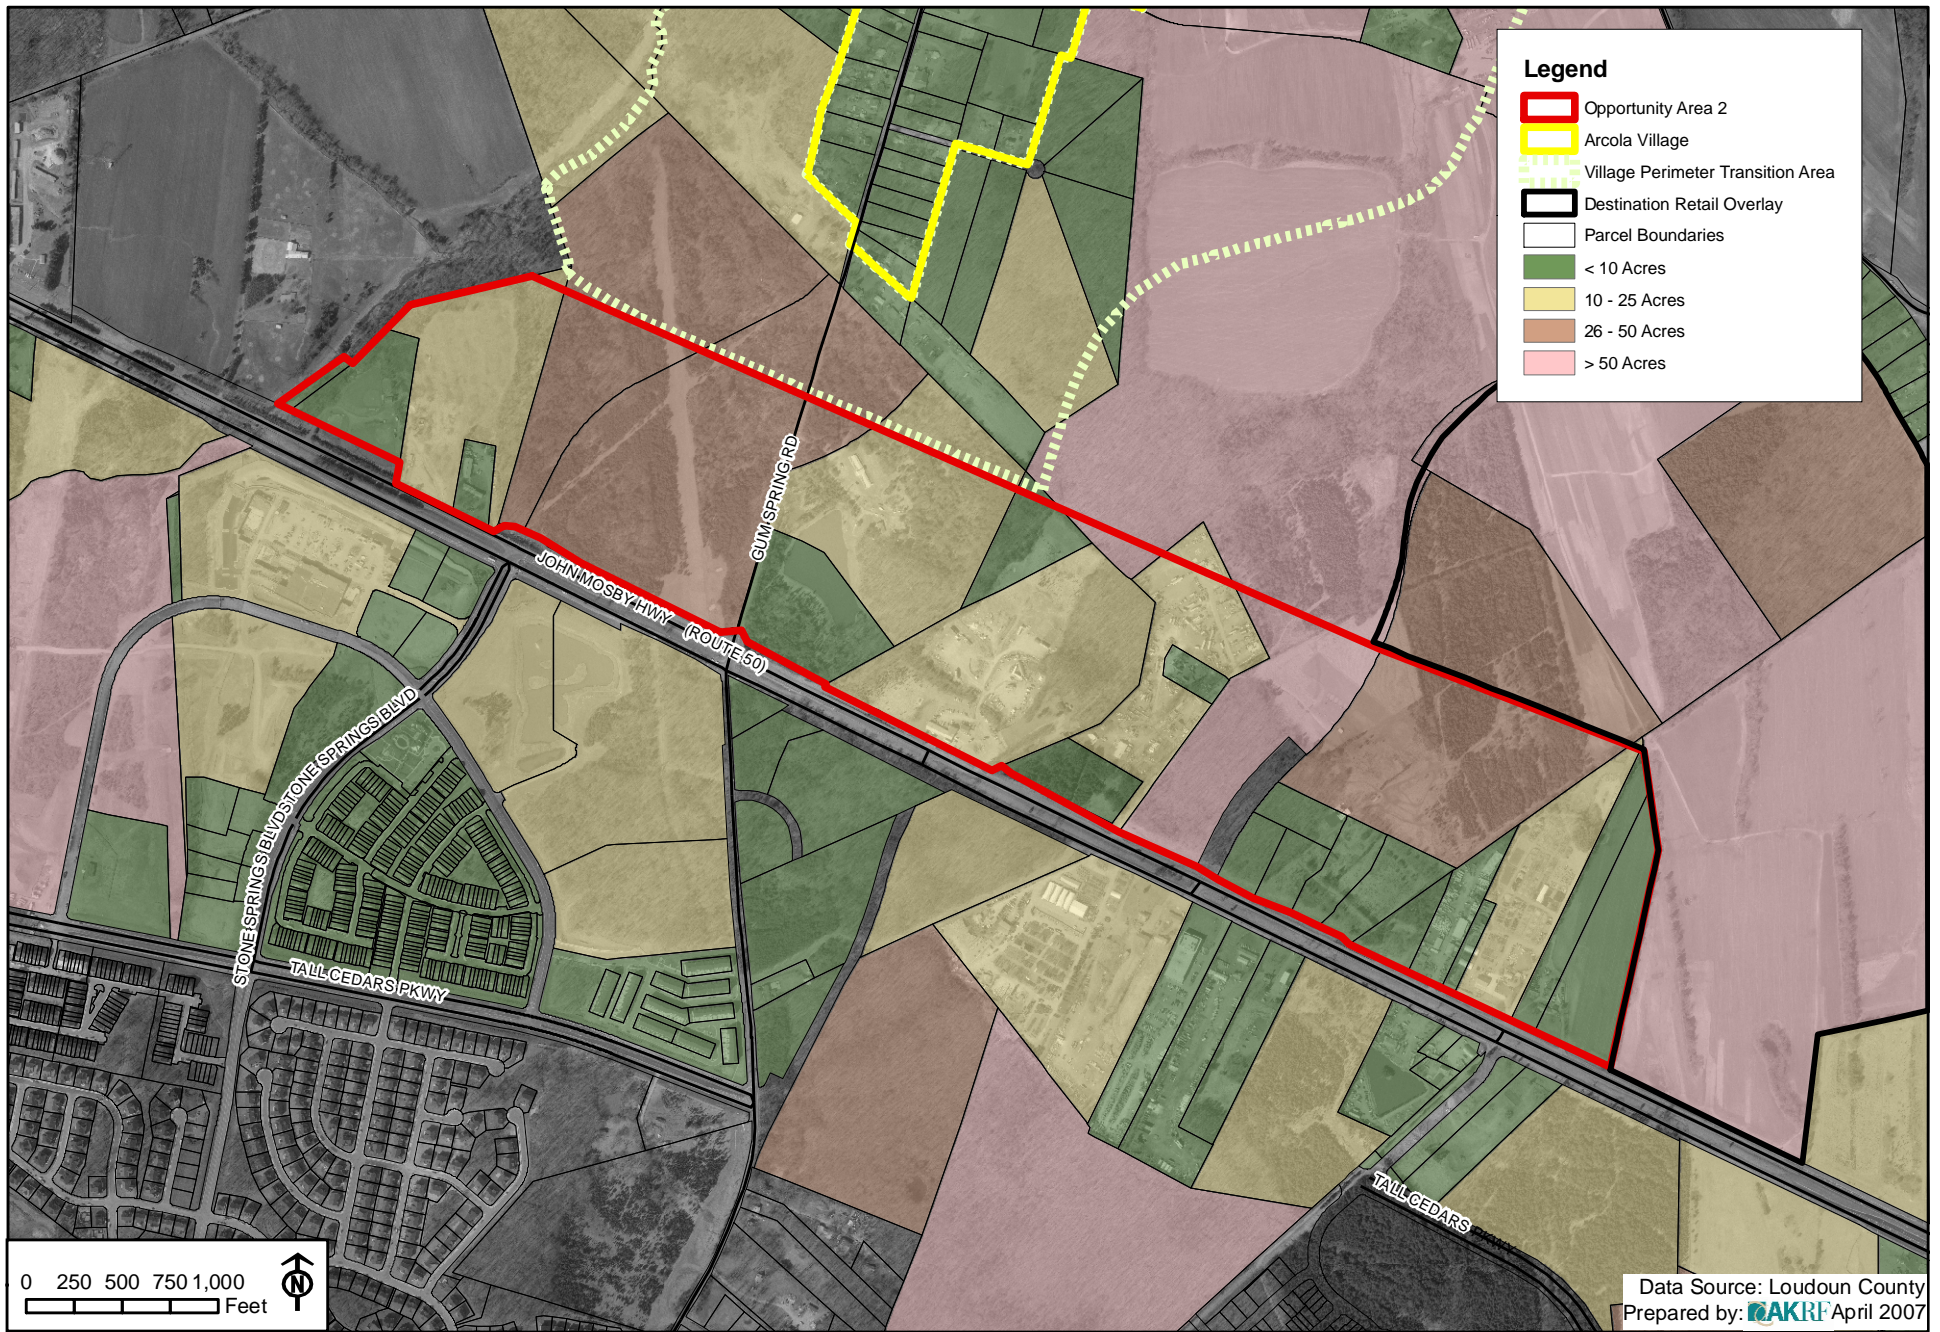 Legend
Opportunity Area 2
Arcola Village
Village Perimeter Transition Area
Destination Retail Overlay
Parcel Boundaries
< 10 Acres
10 - 25 Acres
26 - 50 Acres
> 50 Acres
GUM SPRING RD
JOHN MOSBY HWY (ROUTE 50)
STONE SPRINGS BLVD
STONE SPRINGS BLVD
TALL CEDARS PKWY
TALL CEDARS PKWY
0 250 500 750 1,000
Feet
N
Data Source: Loudoun County
Prepared by: AKRF April 2007